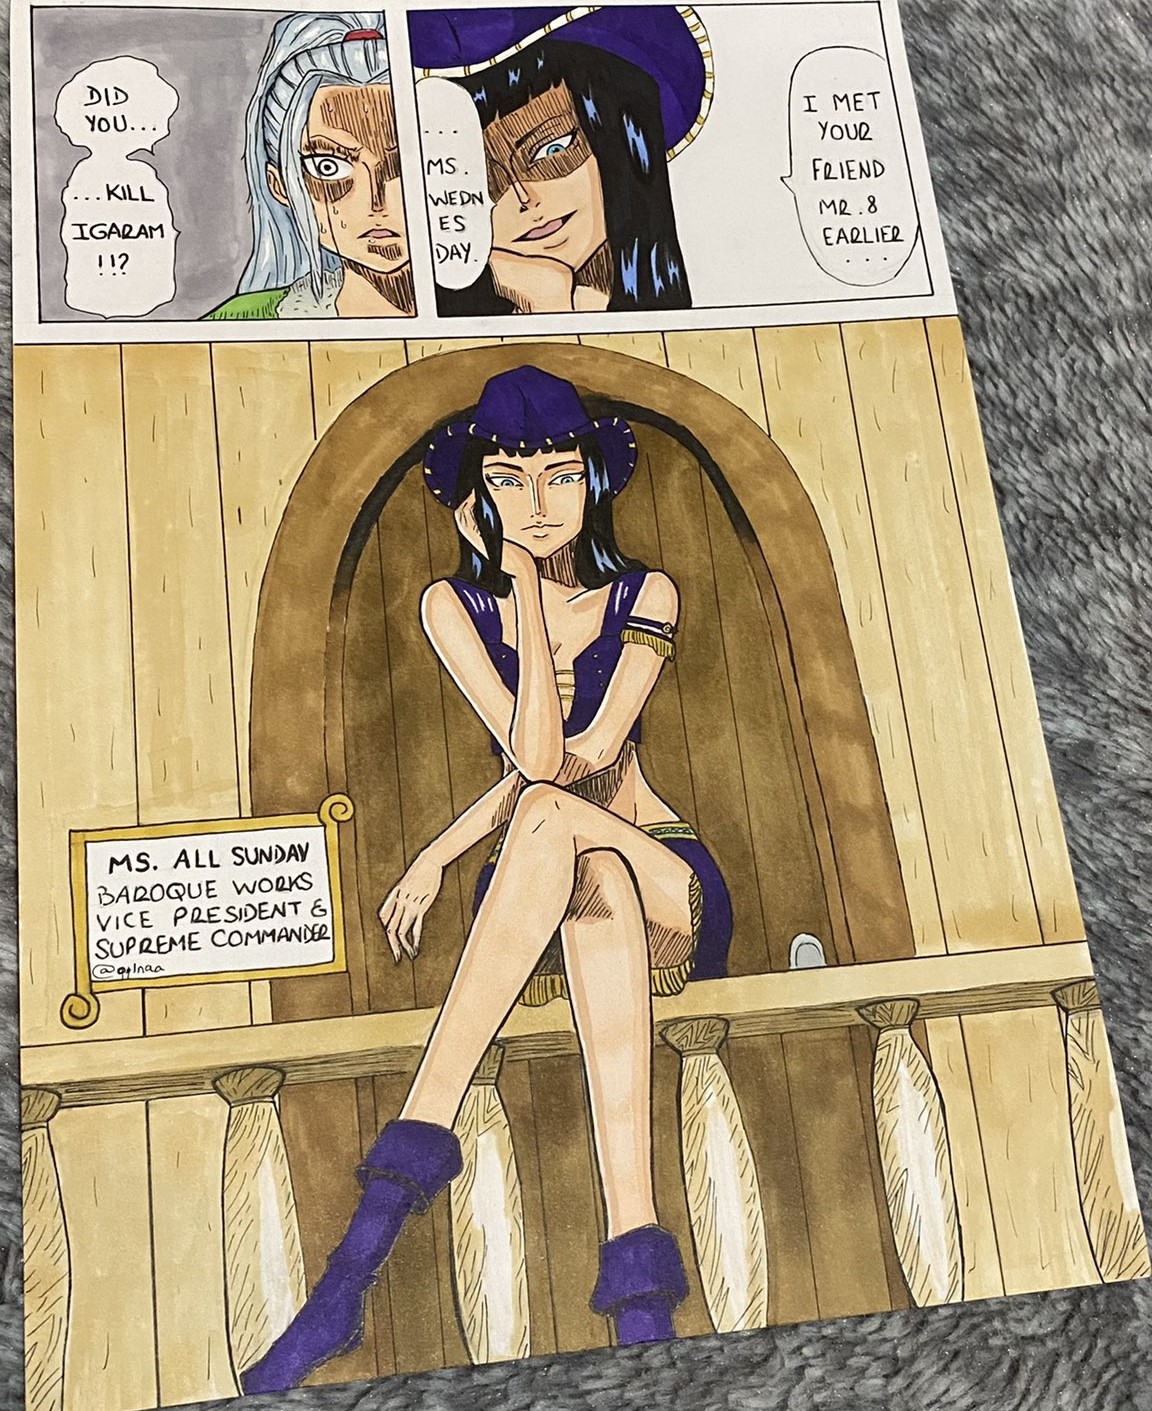 DID
YOU...
...KILL
IGARAM
!!?
I MET
YOUR
FRIEND
MR.8
EARLIER
...
...
MS.
WEDN
ES
DAY.
MS. ALL SUNDAY
BAROQUE WORKS
VICE PRESIDENT &
SUPREME COMMANDER